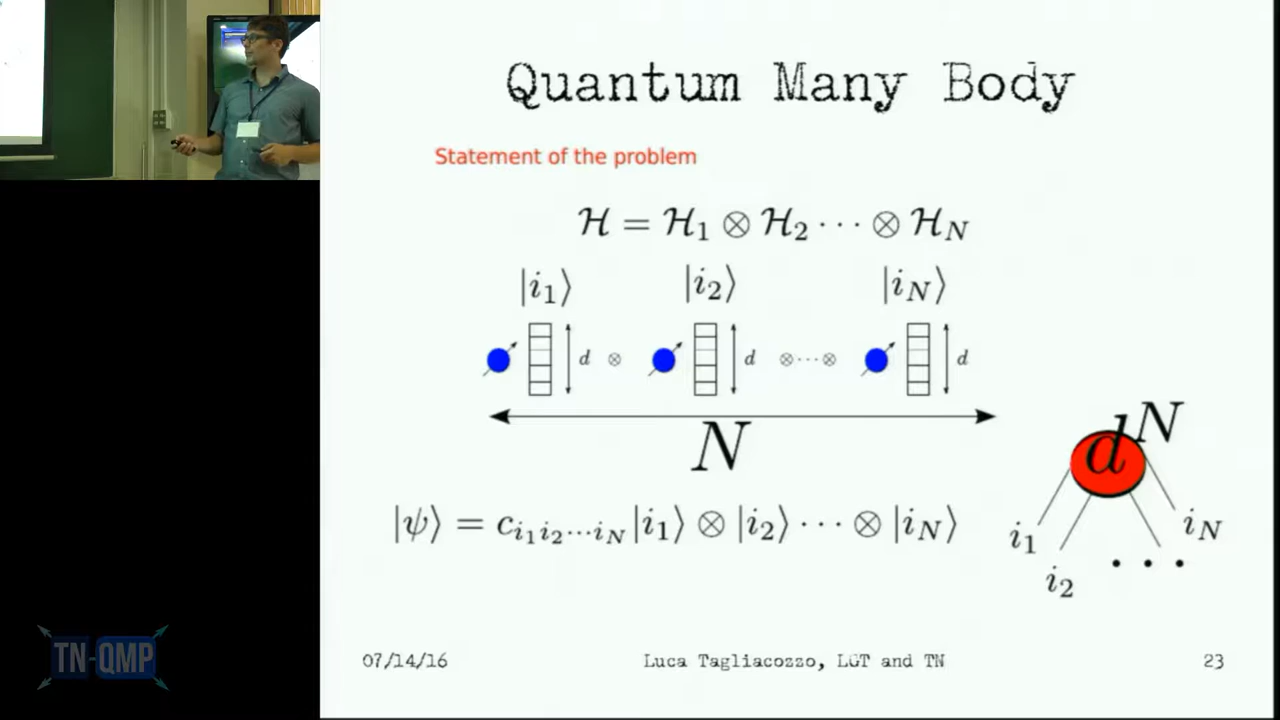 Quantum Many Body
Statement of the problem
ℋ = ℋ₁ ⊗ ℋ₂ ··· ⊗ ℋ_N
|i₁⟩ |i₂⟩ |i_N⟩
d ⊗ d ⊗···⊗ d
N
d^N
|ψ⟩ = c_{i₁i₂···i_N}|i₁⟩ ⊗ |i₂⟩ ··· ⊗ |i_N⟩
i₁ i₂ ··· i_N
07/14/16 Luca Tagliacozzo, LGT and TN 23
TN-QMP